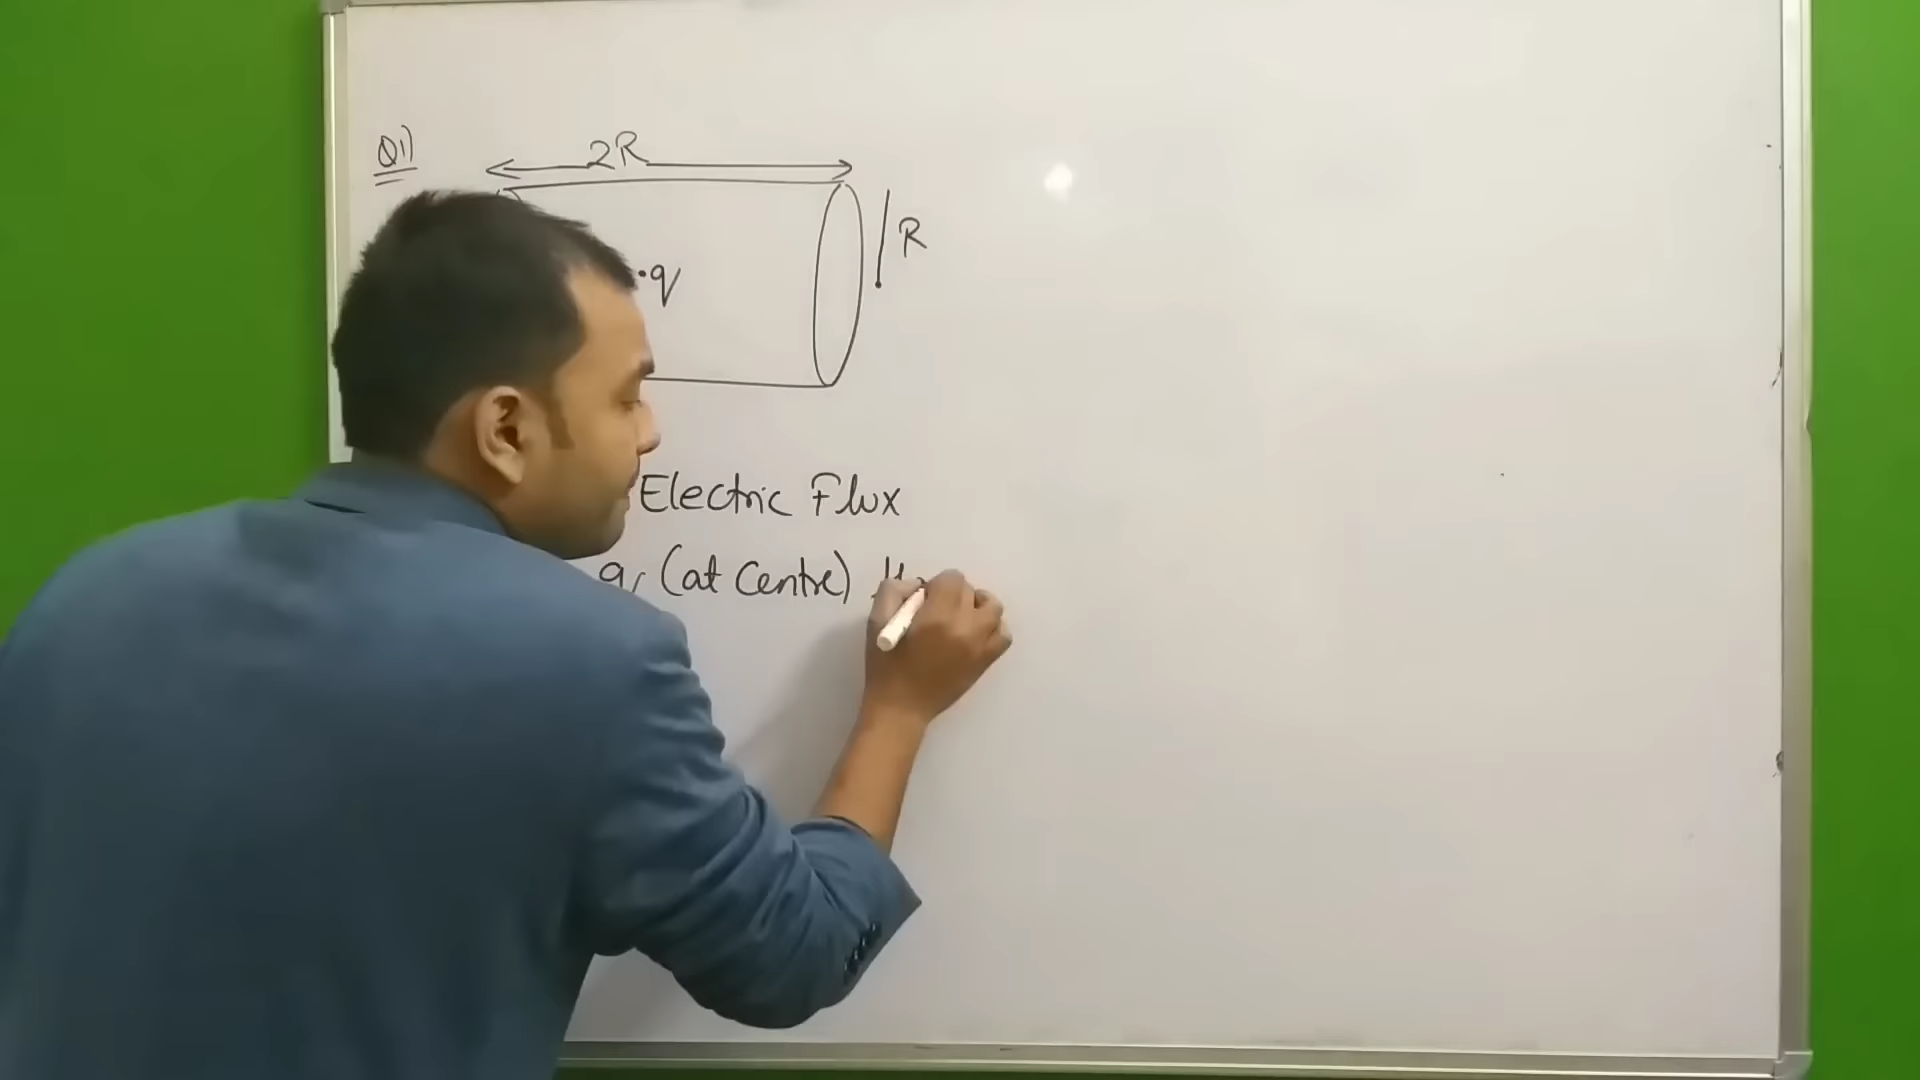 Q1)
2R
R
q
Electric Flux
q (at Centre)